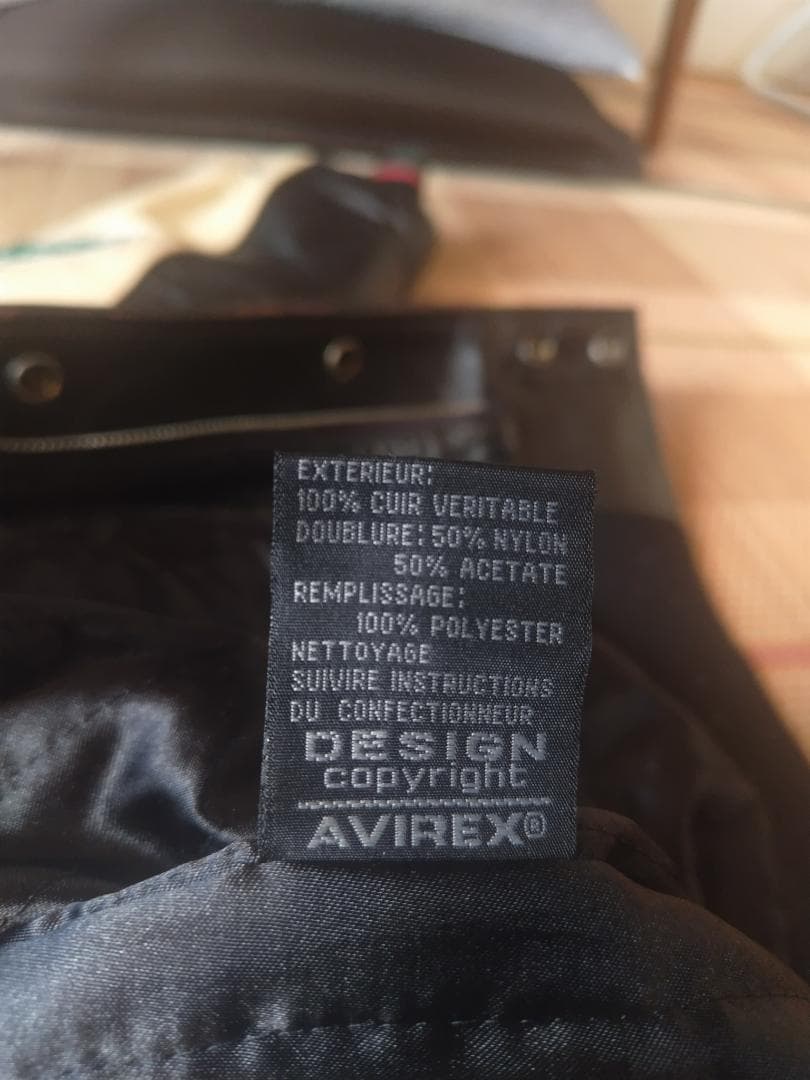 EXTERIEUR:
100% CUIR VERITABLE
DOUBLURE: 50% NYLON
50% ACETATE
REMPLISSAGE:
100% POLYESTER
NETTOYAGE
SUIVIRE INSTRUCTIONS
DU CONFECTIONNEUR
DESIGN
copyright
AVIREX®